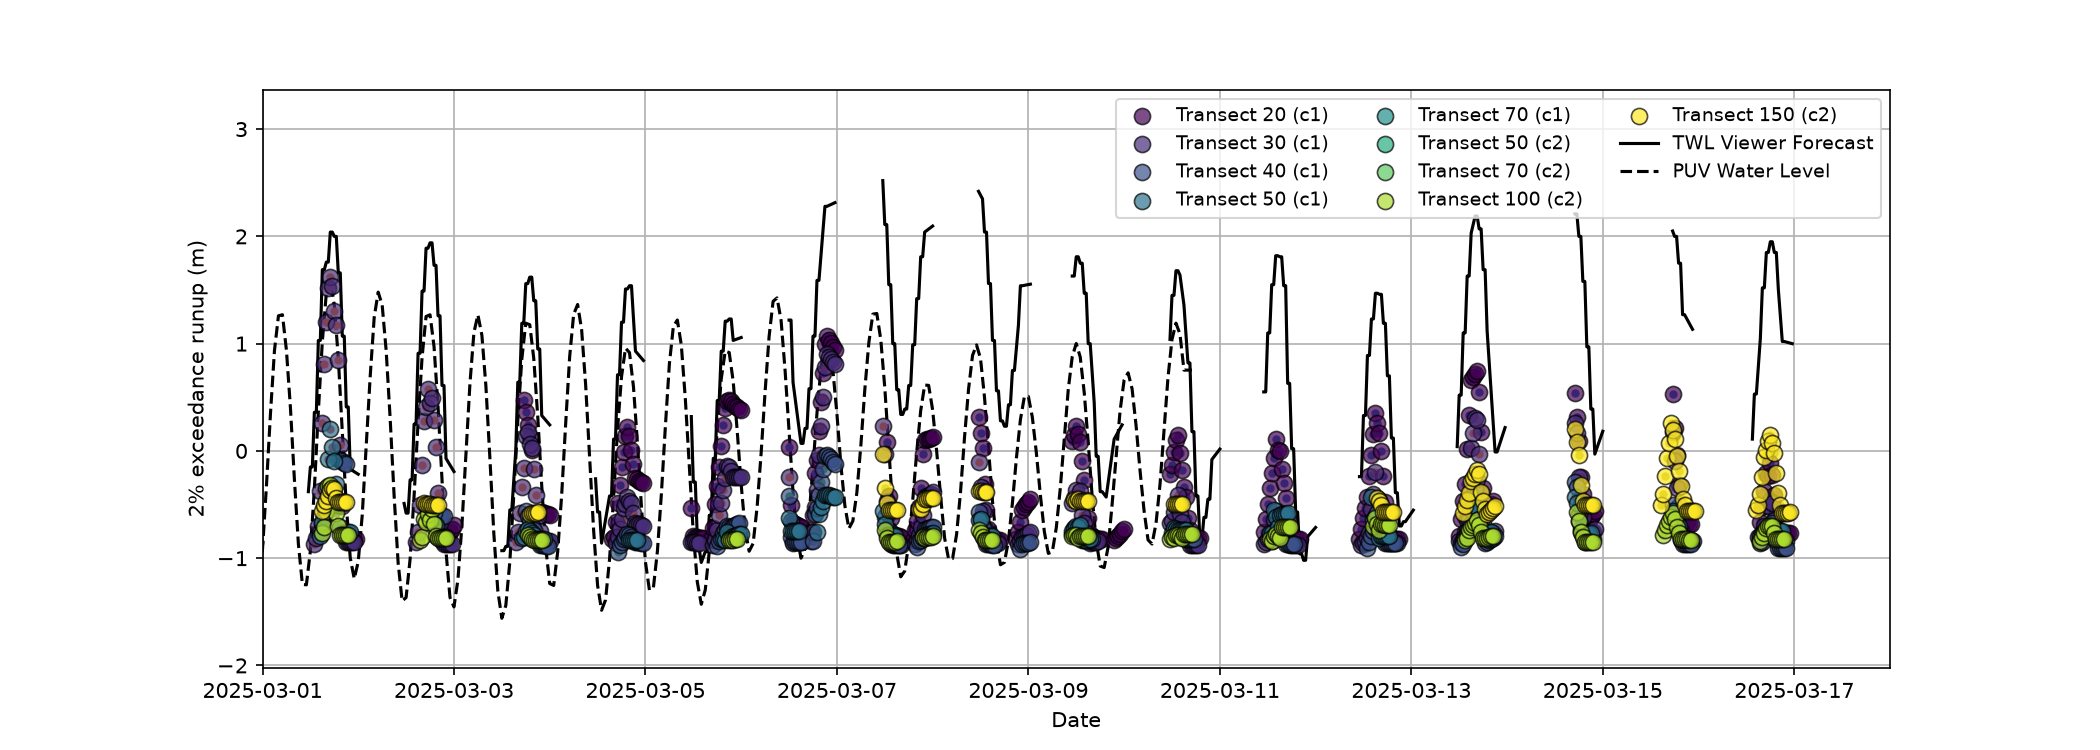 3
2
1
0
−1
−2
2% exceedance runup (m)
Transect 20 (c1)
Transect 30 (c1)
Transect 40 (c1)
Transect 50 (c1)
Transect 70 (c1)
Transect 50 (c2)
Transect 70 (c2)
Transect 100 (c2)
Transect 150 (c2)
TWL Viewer Forecast
PUV Water Level
2025-03-01 2025-03-03 2025-03-05 2025-03-07 2025-03-09 2025-03-11 2025-03-13 2025-03-15 2025-03-17
Date